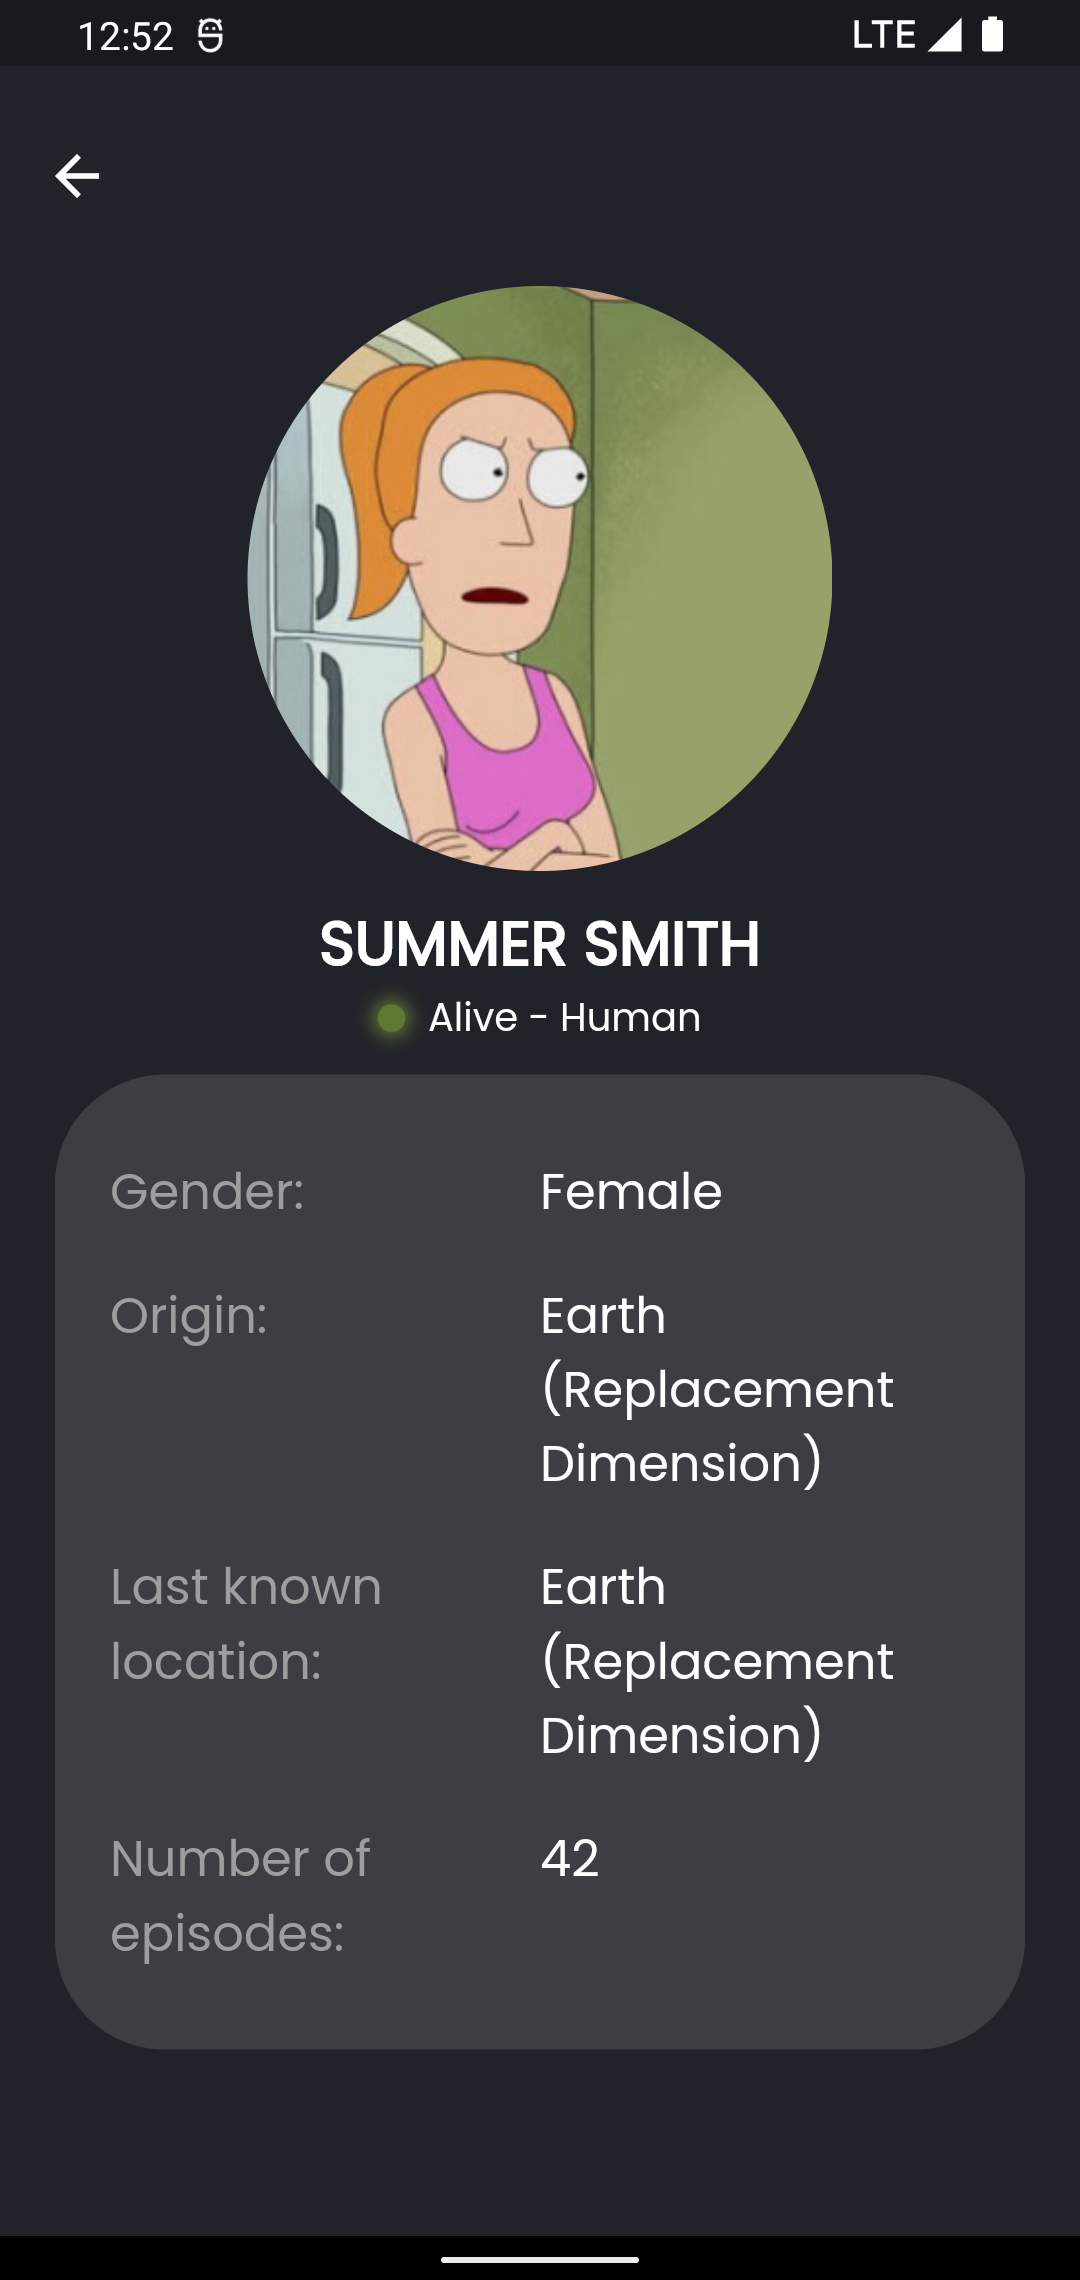 12:52 LTE
SUMMER SMITH
Alive - Human
Gender: Female
Origin: Earth
(Replacement
Dimension)
Last known Earth
location: (Replacement
Dimension)
Number of 42
episodes: